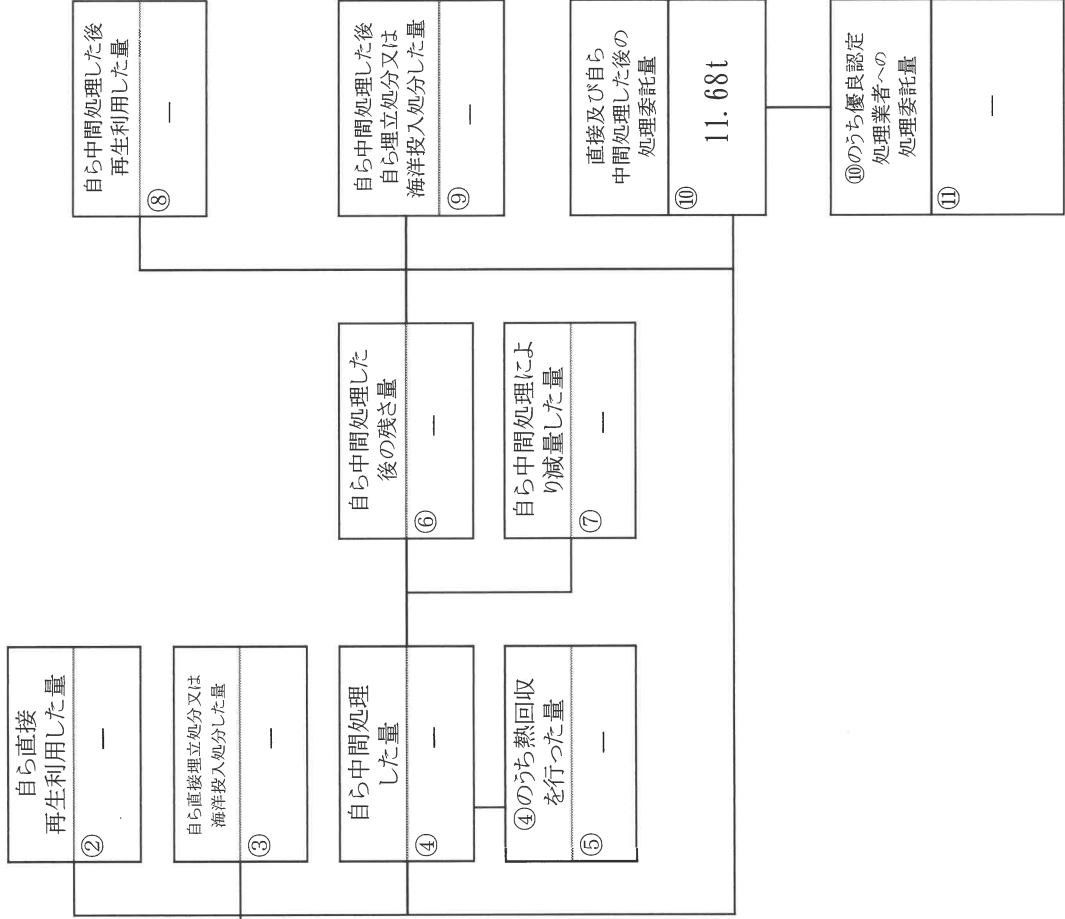 自ら直接
再生利用した量
②
—
自ら直接埋立処分又は
海洋投入処分した量
③
—
自ら中間処理
した量
④
—
④のうち熱回収
を行った量
⑤
—
自ら中間処理した
後の残さ量
⑥
—
自ら中間処理によ
り減量した量
⑦
—
自ら中間処理した後
再生利用した量
⑧
—
自ら中間処理した後
自ら埋立処分又は
海洋投入処分した量
⑨
—
直接及び自ら
中間処理した後の
処理委託量
⑩
11.68t
⑩のうち優良認定
処理業者への
処理委託量
⑪
—